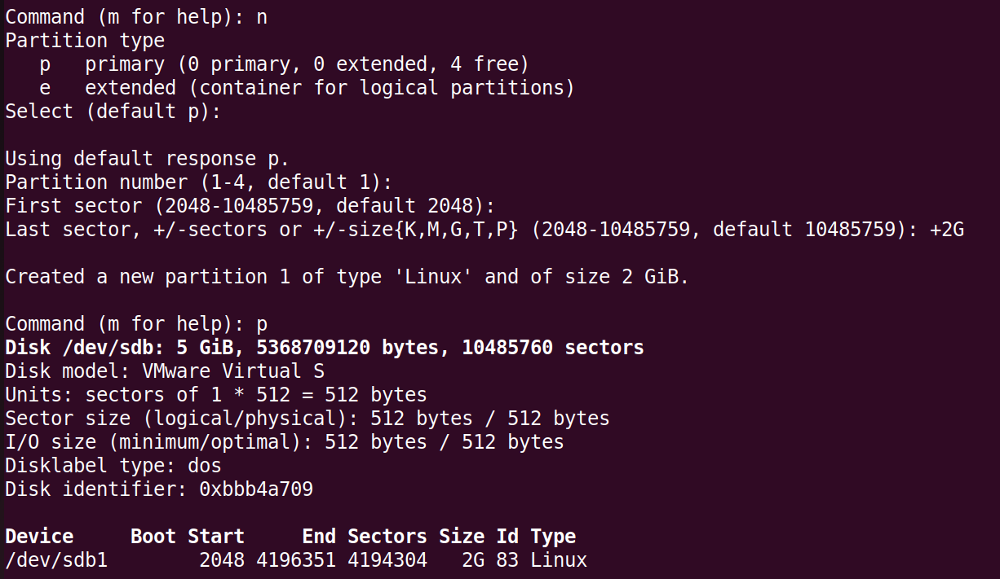 Command (m for help): n
Partition type
   p   primary (0 primary, 0 extended, 4 free)
   e   extended (container for logical partitions)
Select (default p):
Using default response p.
Partition number (1-4, default 1):
First sector (2048-10485759, default 2048):
Last sector, +/-sectors or +/-size{K,M,G,T,P} (2048-10485759, default 10485759): +2G
Created a new partition 1 of type 'Linux' and of size 2 GiB.
Command (m for help): p
Disk /dev/sdb: 5 GiB, 5368709120 bytes, 10485760 sectors
Disk model: VMware Virtual S
Units: sectors of 1 * 512 = 512 bytes
Sector size (logical/physical): 512 bytes / 512 bytes
I/O size (minimum/optimal): 512 bytes / 512 bytes
Disklabel type: dos
Disk identifier: 0xbbb4a709
Device     Boot Start     End Sectors Size Id Type
/dev/sdb1        2048 4196351 4194304   2G 83 Linux